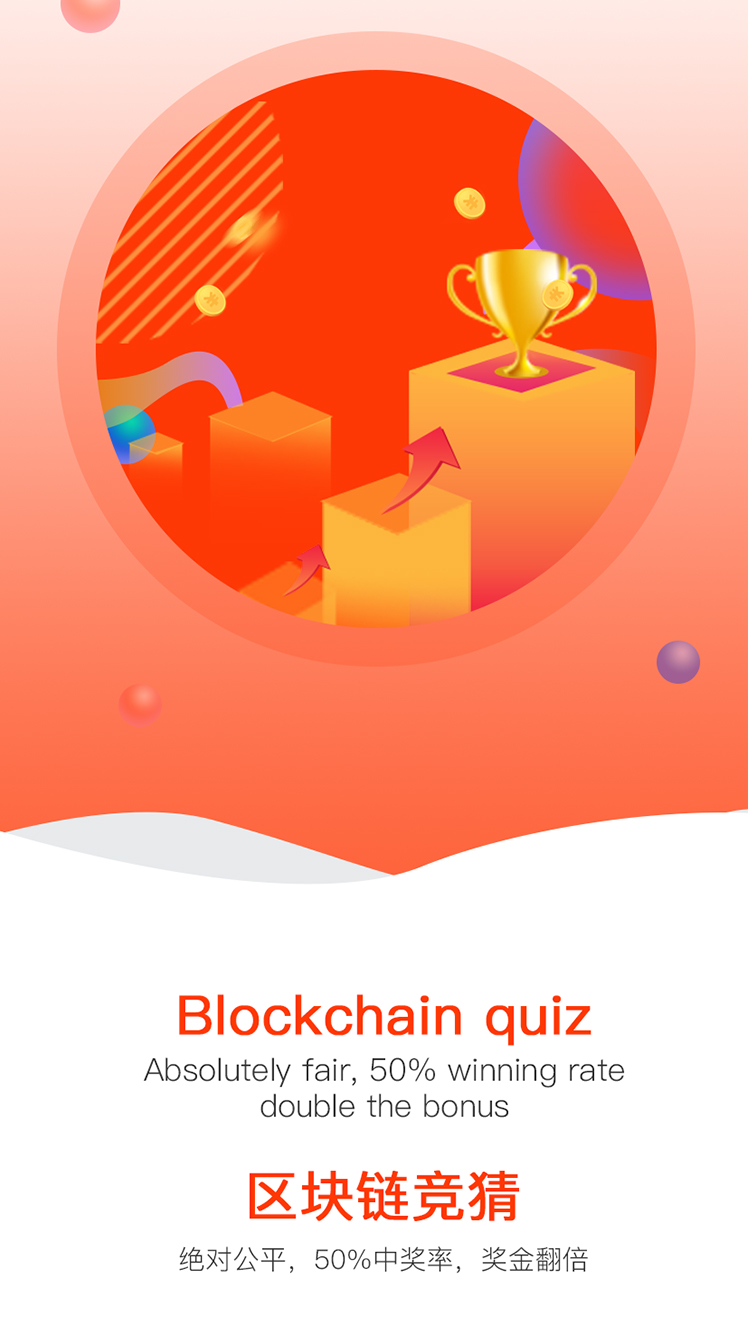 Blockchain quiz
Absolutely fair, 50% winning rate
double the bonus
区块链竞猜
绝对公平，50%中奖率，奖金翻倍